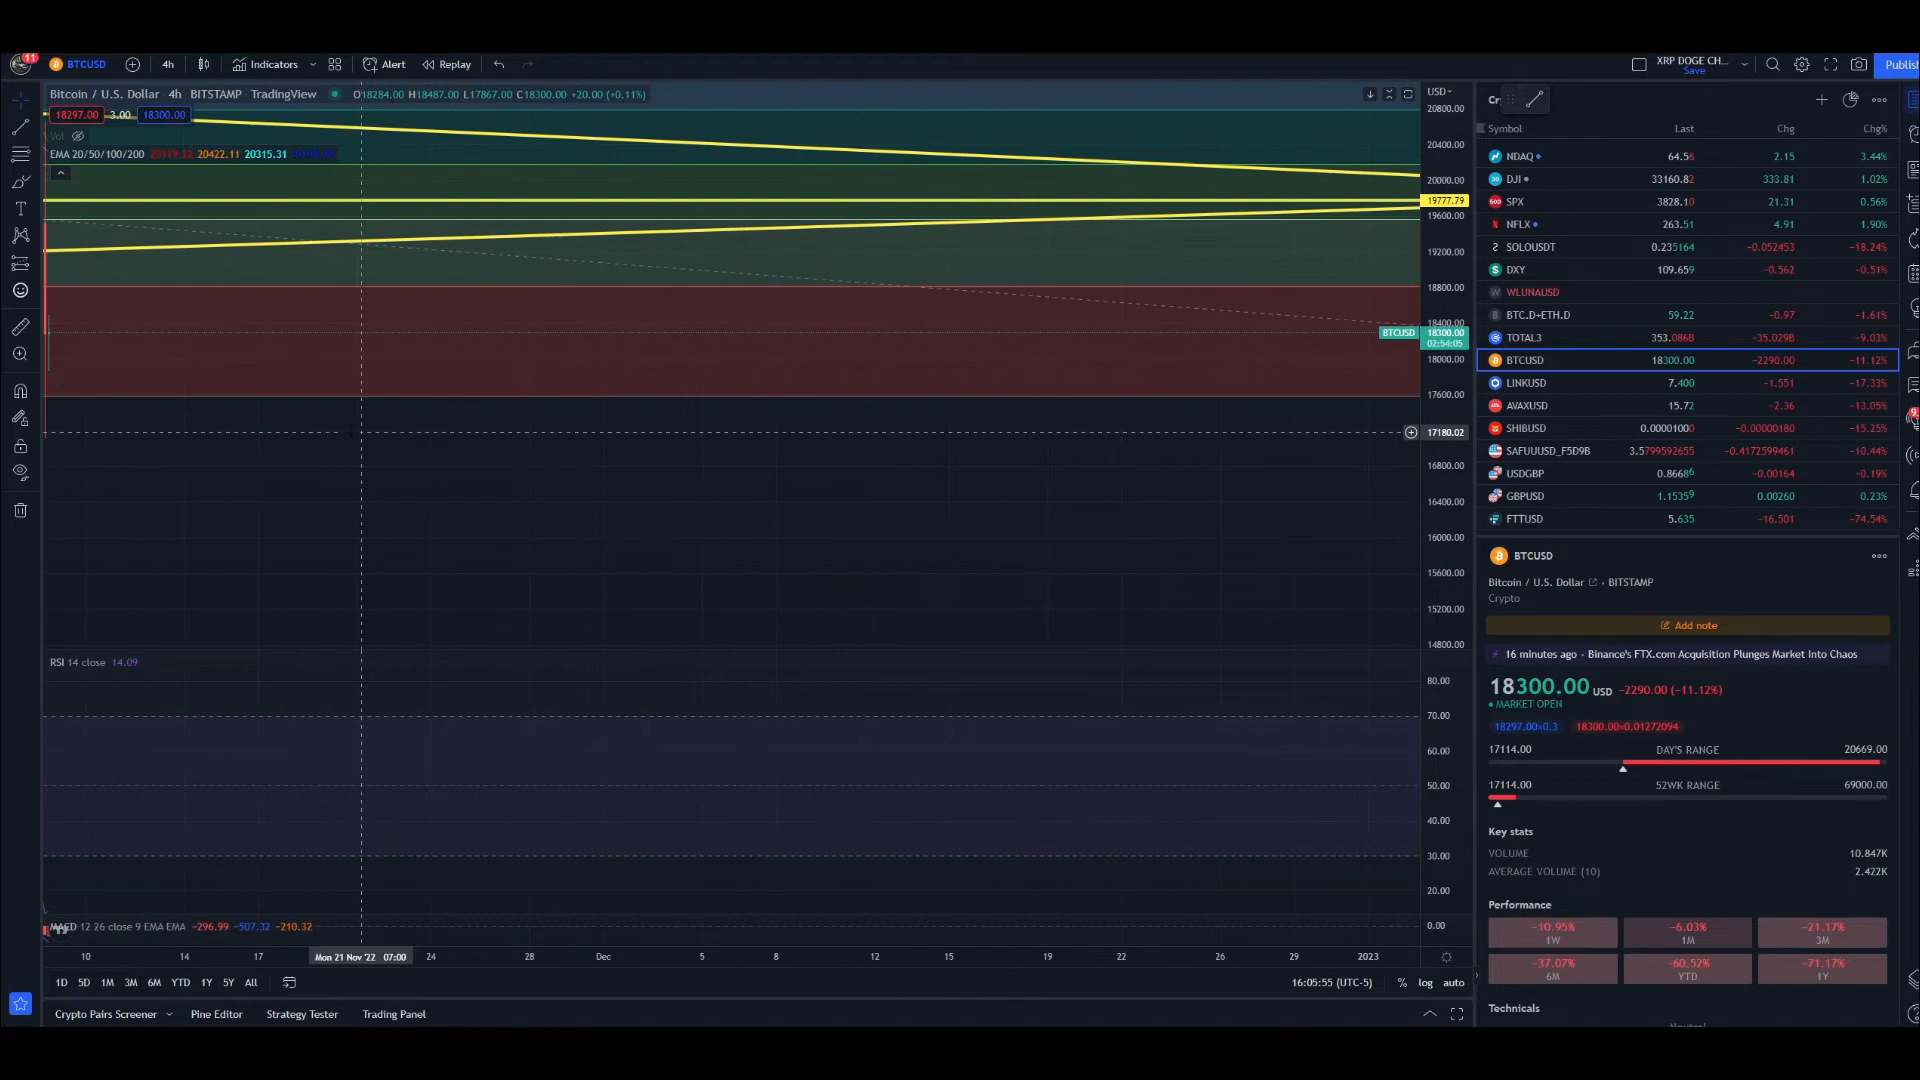 11
BTCUSD 4h Indicators Alert Replay
XRP DOGE CH...
Save
Publish
Bitcoin / U.S. Dollar · 4h · BITSTAMP · TradingView O18284.00 H18487.00 L17867.00 C18300.00 +20.00 (+0.11%)
18297.00 3.00 18300.00
Vol
EMA 20/50/100/200 20119.22 20422.11 20315.31
USD
20800.00
20400.00
20000.00
19777.79
19600.00
19200.00
18800.00
18400.00
BTCUSD 18300.00
02:54:05
18000.00
17600.00
17180.02
16800.00
16400.00
16000.00
15600.00
15200.00
14800.00
RSI 14 close 14.09
80.00
70.00
60.00
50.00
40.00
30.00
20.00
MACD 12 26 close 9 EMA EMA −296.99 −507.32 −210.32
0.00
10 14 17 Mon 21 Nov '22 07:00 24 28 Dec 5 8 12 15 19 22 26 29 2023
1D 5D 1M 3M 6M YTD 1Y 5Y All
16:05:55 (UTC-5) % log auto
Crypto Pairs Screener Pine Editor Strategy Tester Trading Panel
Symbol Last Chg Chg%
NDAQ 64.56 2.15 3.44%
DJI 33160.82 333.81 1.02%
SPX 3828.10 21.31 0.56%
NFLX 263.51 4.91 1.90%
SOLOUSDT 0.235164 −0.052453 −18.24%
DXY 109.659 −0.562 −0.51%
WLUNAUSD
BTC.D+ETH.D 59.22 −0.97 −1.61%
TOTAL3 353.086B −35.029B −9.03%
BTCUSD 18300.00 −2290.00 −11.12%
LINKUSD 7.400 −1.551 −17.33%
AVAXUSD 15.72 −2.36 −13.05%
SHIBUSD 0.00001000 −0.00000180 −15.25%
SAFUUUSD_F5D9B 3.5799592655 −0.4172599461 −10.44%
USDGBP 0.86686 −0.00164 −0.19%
GBPUSD 1.15359 0.00260 0.23%
FTTUSD 5.635 −16.501 −74.54%
BTCUSD
Bitcoin / U.S. Dollar · BITSTAMP
Crypto
Add note
16 minutes ago · Binance's FTX.com Acquisition Plunges Market Into Chaos
18300.00 USD −2290.00 (−11.12%)
MARKET OPEN
18297.00×0.3 18300.00×0.01272094
17114.00 DAY'S RANGE 20669.00
17114.00 52WK RANGE 69000.00
Key stats
VOLUME 10.847K
AVERAGE VOLUME (10) 2.422K
Performance
−10.95% −6.03% −21.17%
1W 1M 3M
−37.07% −60.52% −71.17%
6M YTD 1Y
Technicals
Neutral